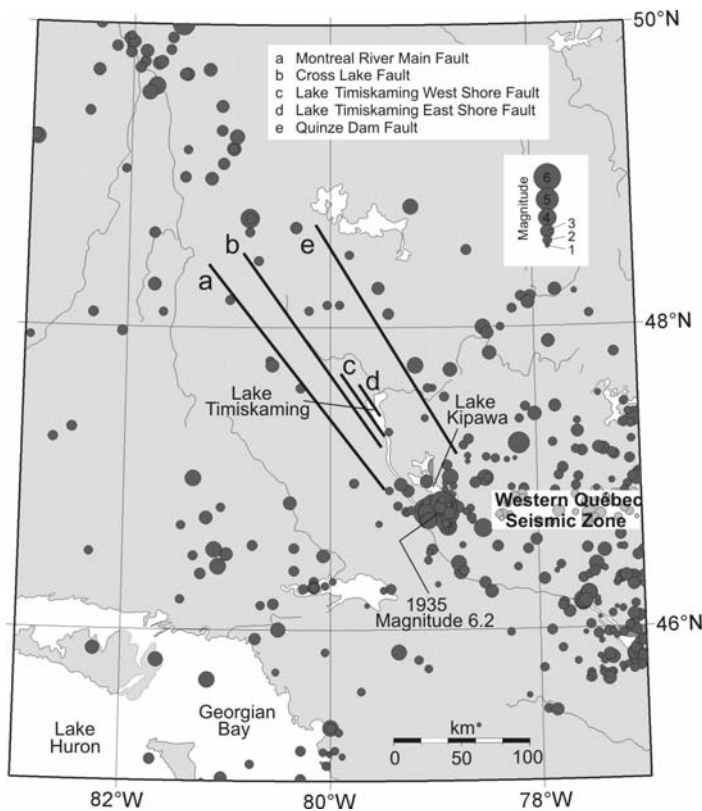 50°N
a Montreal River Main Fault
b Cross Lake Fault
c Lake Timiskaming West Shore Fault
d Lake Timiskaming East Shore Fault
e Quinze Dam Fault
Magnitude
6
5
4
3
2
1
b
e
a
48°N
c
d
Lake
Timiskaming
Lake
Kipawa
Western Québec
Seismic Zone
1935
Magnitude 6.2
46°N
Georgian
Bay
Lake
Huron
km*
0 50 100
82°W 80°W 78°W